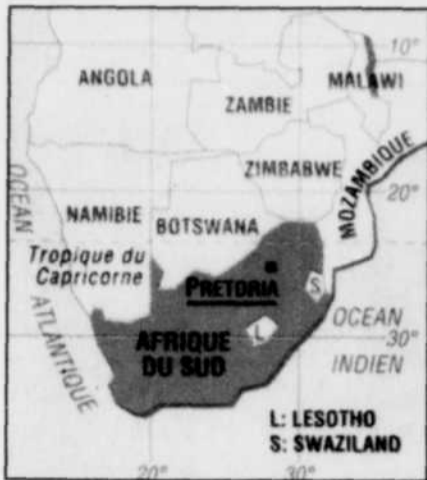 10°
ANGOLA
MALAWI
ZAMBIE
MOZAMBIQUE
ZIMBABWE
OCEAN
ATLANTIQUE
20°
NAMIBIE
BOTSWANA
Tropique du
Capricorne
PRETORIA
S
OCEAN
INDIEN
L
30°
AFRIQUE
DU SUD
L: LESOTHO
S: SWAZILAND
20°
30°